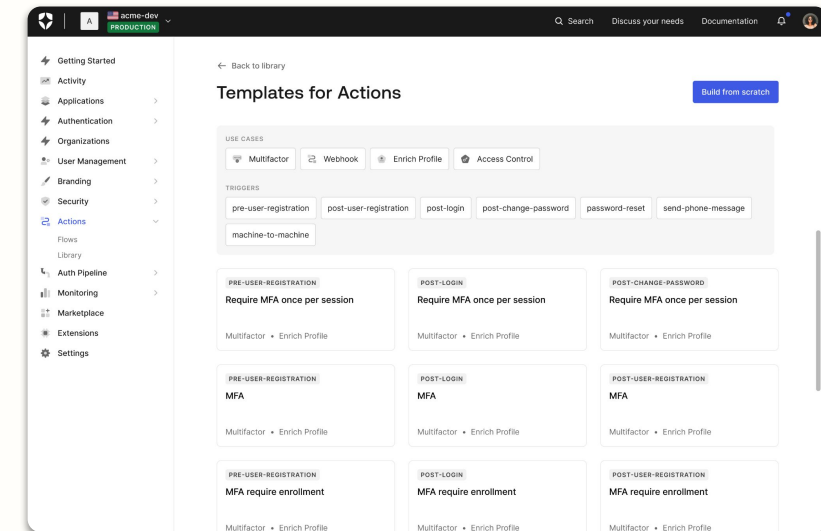 A
acme-dev
PRODUCTION
Search
Discuss your needs
Documentation
Getting Started
Activity
Applications
Authentication
Organizations
User Management
Branding
Security
Actions
Flows
Library
Auth Pipeline
Monitoring
Marketplace
Extensions
Settings
← Back to library
Templates for Actions
Build from scratch
USE CASES
Multifactor Webhook Enrich Profile Access Control
TRIGGERS
pre-user-registration post-user-registration post-login post-change-password password-reset send-phone-message
machine-to-machine
PRE-USER-REGISTRATION
Require MFA once per session
Multifactor • Enrich Profile
POST-LOGIN
Require MFA once per session
Multifactor • Enrich Profile
POST-CHANGE-PASSWORD
Require MFA once per session
Multifactor • Enrich Profile
PRE-USER-REGISTRATION
MFA
Multifactor • Enrich Profile
POST-LOGIN
MFA
Multifactor • Enrich Profile
POST-USER-REGISTRATION
MFA
Multifactor • Enrich Profile
PRE-USER-REGISTRATION
MFA require enrollment
Multifactor • Enrich Profile
POST-LOGIN
MFA require enrollment
Multifactor • Enrich Profile
POST-USER-REGISTRATION
MFA require enrollment
Multifactor • Enrich Profile